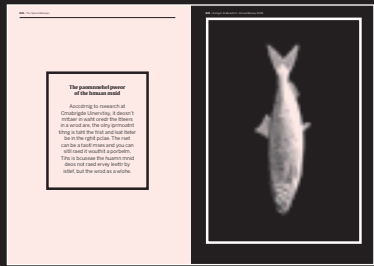 The paomnnehel pweor
of the hmuan mnid
Aoccdrnig to rseearch at
Cmabrigde Uinervtisy, it deosn't
mttaer in waht oredr the ltteers
in a wrod are, the olny iprmoatnt
tihng is taht the frist and lsat ltteer
be in the rghit pclae. The rset
can be a taotl mses and you can
sitll raed it wouthit a porbelm.
Tihs is bcuseae the huamn mnid
deos not raed ervey lteter by
istlef, but the wrod as a wlohe.